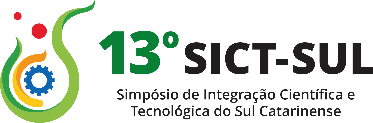 13º SICT-SUL
Simpósio de Integração Científica e
Tecnológica do Sul Catarinense